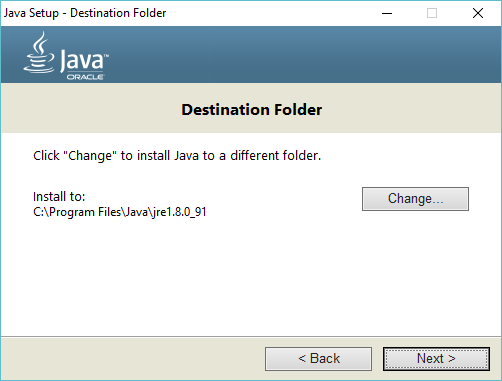 Java Setup - Destination Folder
Java™
ORACLE
Destination Folder
Click "Change" to install Java to a different folder.
Install to:
C:\Program Files\Java\jre1.8.0_91
Change...
< Back
Next >